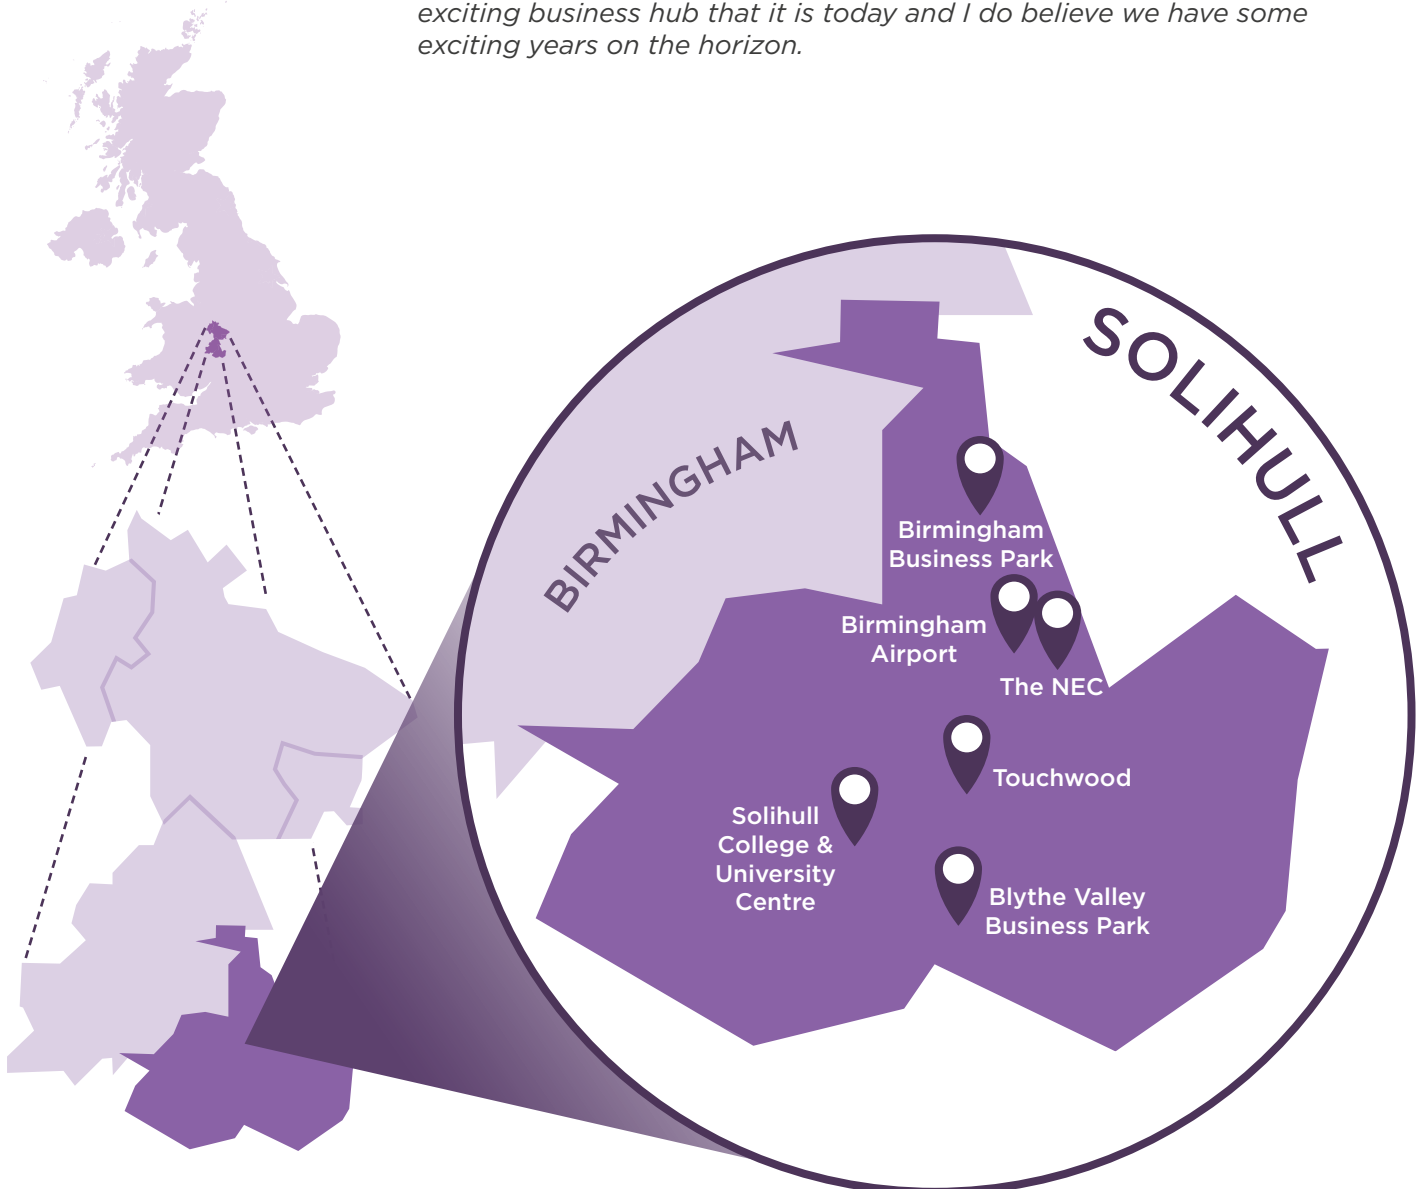 exciting business hub that it is today and I do believe we have some
exciting years on the horizon.
SOLIHULL
BIRMINGHAM
Birmingham
Business Park
Birmingham
Airport
The NEC
Touchwood
Solihull
College &
University
Centre
Blythe Valley
Business Park